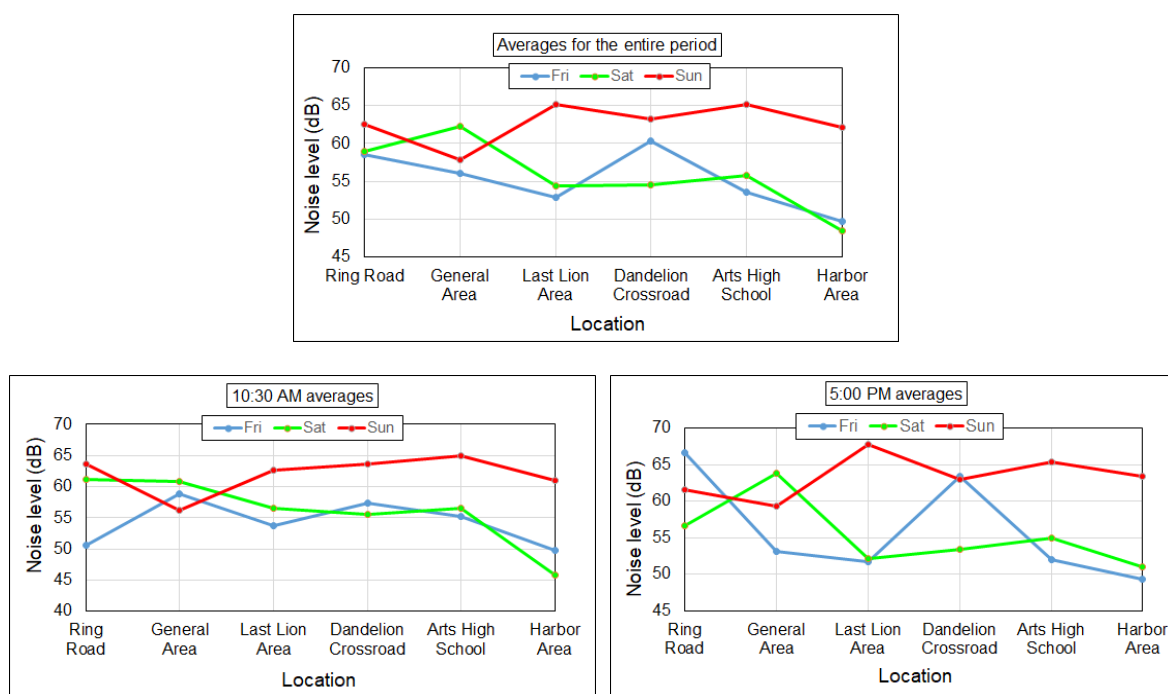 Averages for the entire period
Fri Sat Sun
Noise level (dB)
70
65
60
55
50
45
Ring Road General Area Last Lion Area Dandelion Crossroad Arts High School Harbor Area
Location
10:30 AM averages
Fri Sat Sun
Noise level (dB)
70
65
60
55
50
45
40
Ring Road General Area Last Lion Area Dandelion Crossroad Arts High School Harbor Area
Location
5:00 PM averages
Fri Sat Sun
Noise level (dB)
70
65
60
55
50
45
Ring Road General Area Last Lion Area Dandelion Crossroad Arts High School Harbor Area
Location